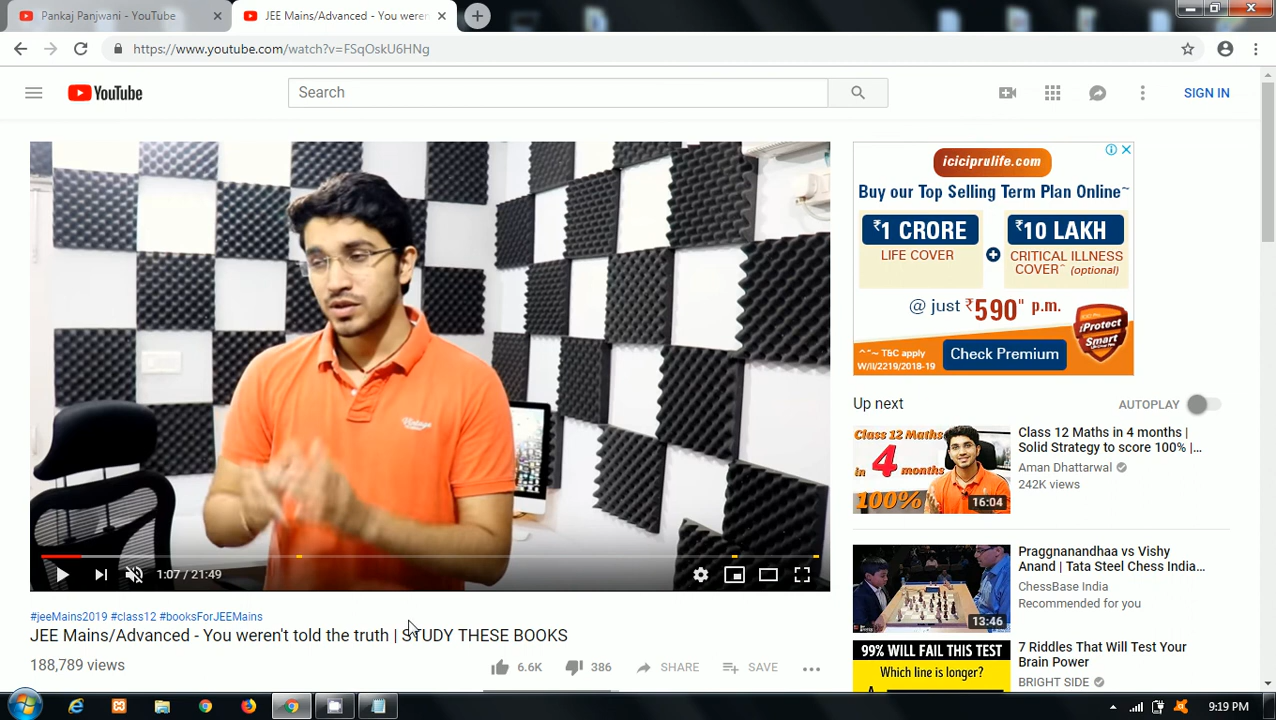 Pankaj Panjwani - YouTube
JEE Mains/Advanced - You weren
https://www.youtube.com/watch?v=FSqOskU6HNg
YouTube
Search
SIGN IN
iciciprulife.com
Buy our Top Selling Term Plan Online~
₹1 CRORE
LIFE COVER
₹10 LAKH
CRITICAL ILLNESS
COVER^ (optional)
@ just ₹590" p.m.
^"~ T&C apply
W/II/2219/2018-19
Check Premium
iProtect
Smart
1:07 / 21:49
#jeeMains2019 #class12 #booksForJEEMains
JEE Mains/Advanced - You weren't told the truth | STUDY THESE BOOKS
188,789 views
6.6K
386
SHARE
SAVE
Up next
AUTOPLAY
Class 12 Maths
in 4 months
100%
16:04
Class 12 Maths in 4 months |
Solid Strategy to score 100% |...
Aman Dhattarwal
242K views
13:46
Praggnanandhaa vs Vishy
Anand | Tata Steel Chess India...
ChessBase India
Recommended for you
99% WILL FAIL THIS TEST
Which line is longer?
7 Riddles That Will Test Your
Brain Power
BRIGHT SIDE
9:19 PM